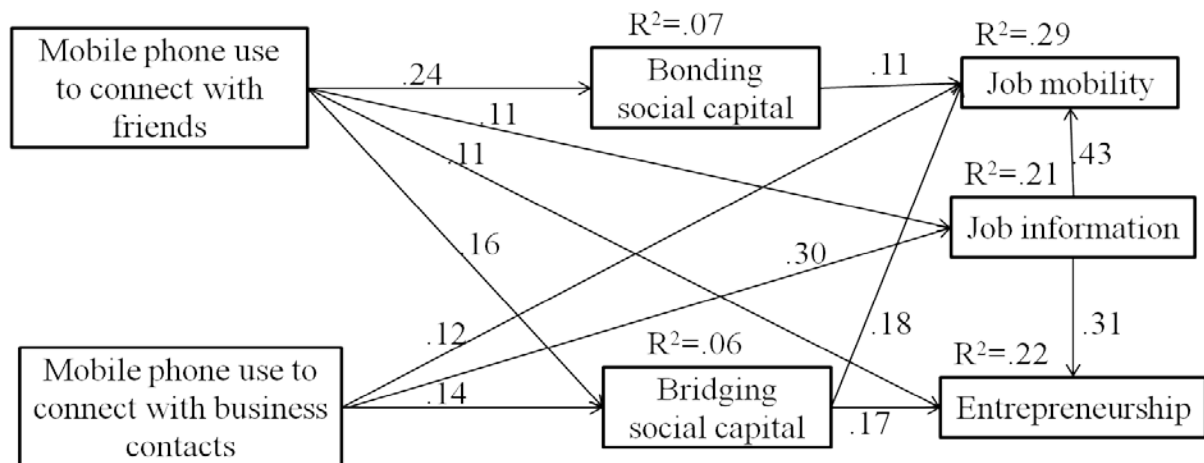 R²=.07
R²=.29
Mobile phone use
to connect with
friends
.24
Bonding
social capital
.11
Job mobility
.11
.11
.43
R²=.21
Job information
.16
.30
.12
.18
.31
R²=.06
R²=.22
Mobile phone use to
connect with business
contacts
.14
Bridging
social capital
.17
Entrepreneurship